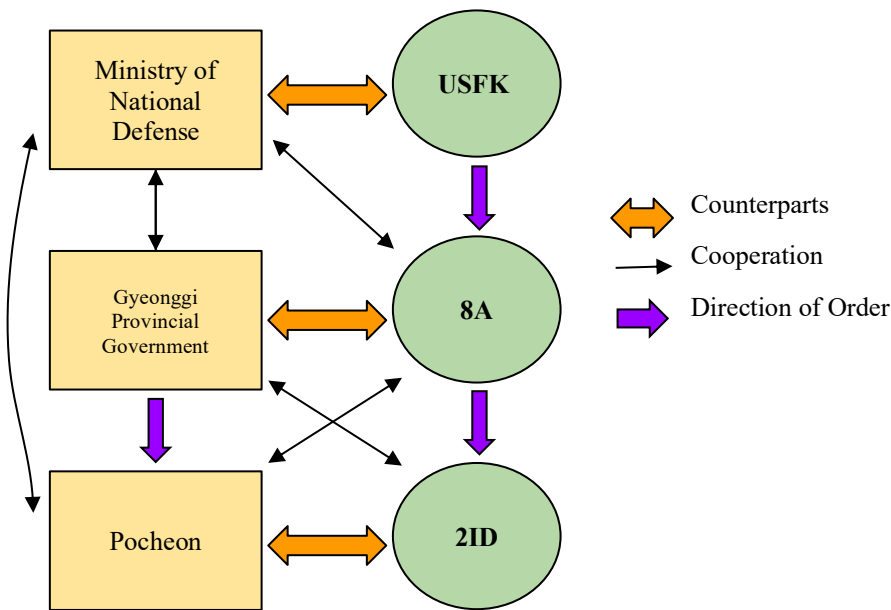 Ministry of
National
Defense
USFK
Counterparts
Cooperation
Direction of Order
Gyeonggi
Provincial
Government
8A
Pocheon
2ID